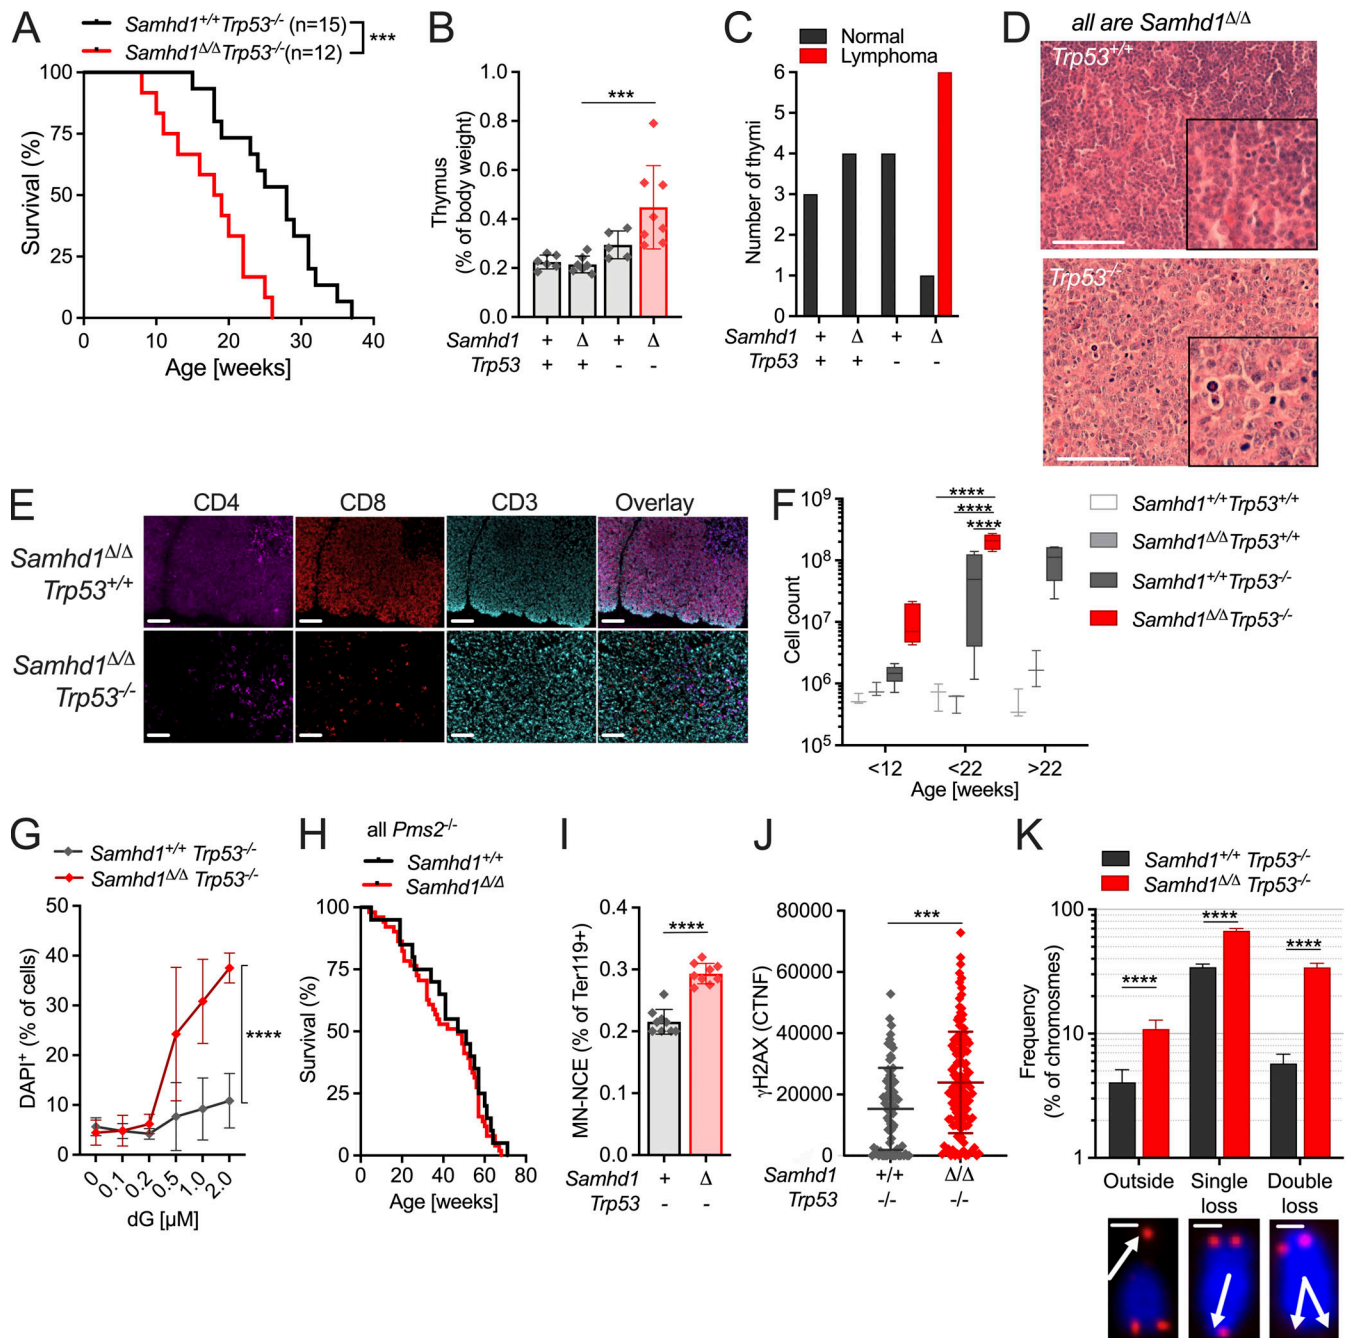 A
Samhd1+/+Trp53-/- (n=15)
Samhd1Δ/ΔTrp53-/- (n=12)
***
Survival (%)
100
75
50
25
0
0 10 20 30 40
Age [weeks]
B
***
Thymus
(% of body weight)
1.0
0.8
0.6
0.4
0.2
0.0
Samhd1 + Δ + Δ
Trp53 + + - -
C
Normal
Lymphoma
Number of thymi
6
5
4
3
2
1
0
Samhd1 + Δ + Δ
Trp53 + + - -
D
all are Samhd1Δ/Δ
Trp53+/+
Trp53-/-
E
CD4 CD8 CD3 Overlay
Samhd1Δ/Δ
Trp53+/+
Samhd1Δ/Δ
Trp53-/-
F
Cell count
10⁹
10⁸
10⁷
10⁶
10⁵
****
****
****
<12 <22 >22
Age [weeks]
Samhd1+/+Trp53+/+
Samhd1Δ/ΔTrp53+/+
Samhd1+/+Trp53-/-
Samhd1Δ/ΔTrp53-/-
G
Samhd1+/+ Trp53-/-
Samhd1Δ/Δ Trp53-/-
DAPI+ (% of cells)
50
40
30
20
10
0
****
0 0.1 0.2 0.5 1.0 2.0
dG [µM]
H
all Pms2-/-
Samhd1+/+
Samhd1Δ/Δ
Survival (%)
100
75
50
25
0
0 20 40 60 80
Age [weeks]
I
****
MN-NCE (% of Ter119+)
0.4
0.3
0.2
0.1
0.0
Samhd1 + Δ
Trp53 - -
J
***
γH2AX (CTNF)
80000
60000
40000
20000
0
Samhd1 +/+ Δ/Δ
Trp53 -/- -/-
K
Samhd1+/+ Trp53-/-
Samhd1Δ/Δ Trp53-/-
Frequency
(% of chromosmes)
100
10
1
****
****
****
Outside Single Double
loss loss